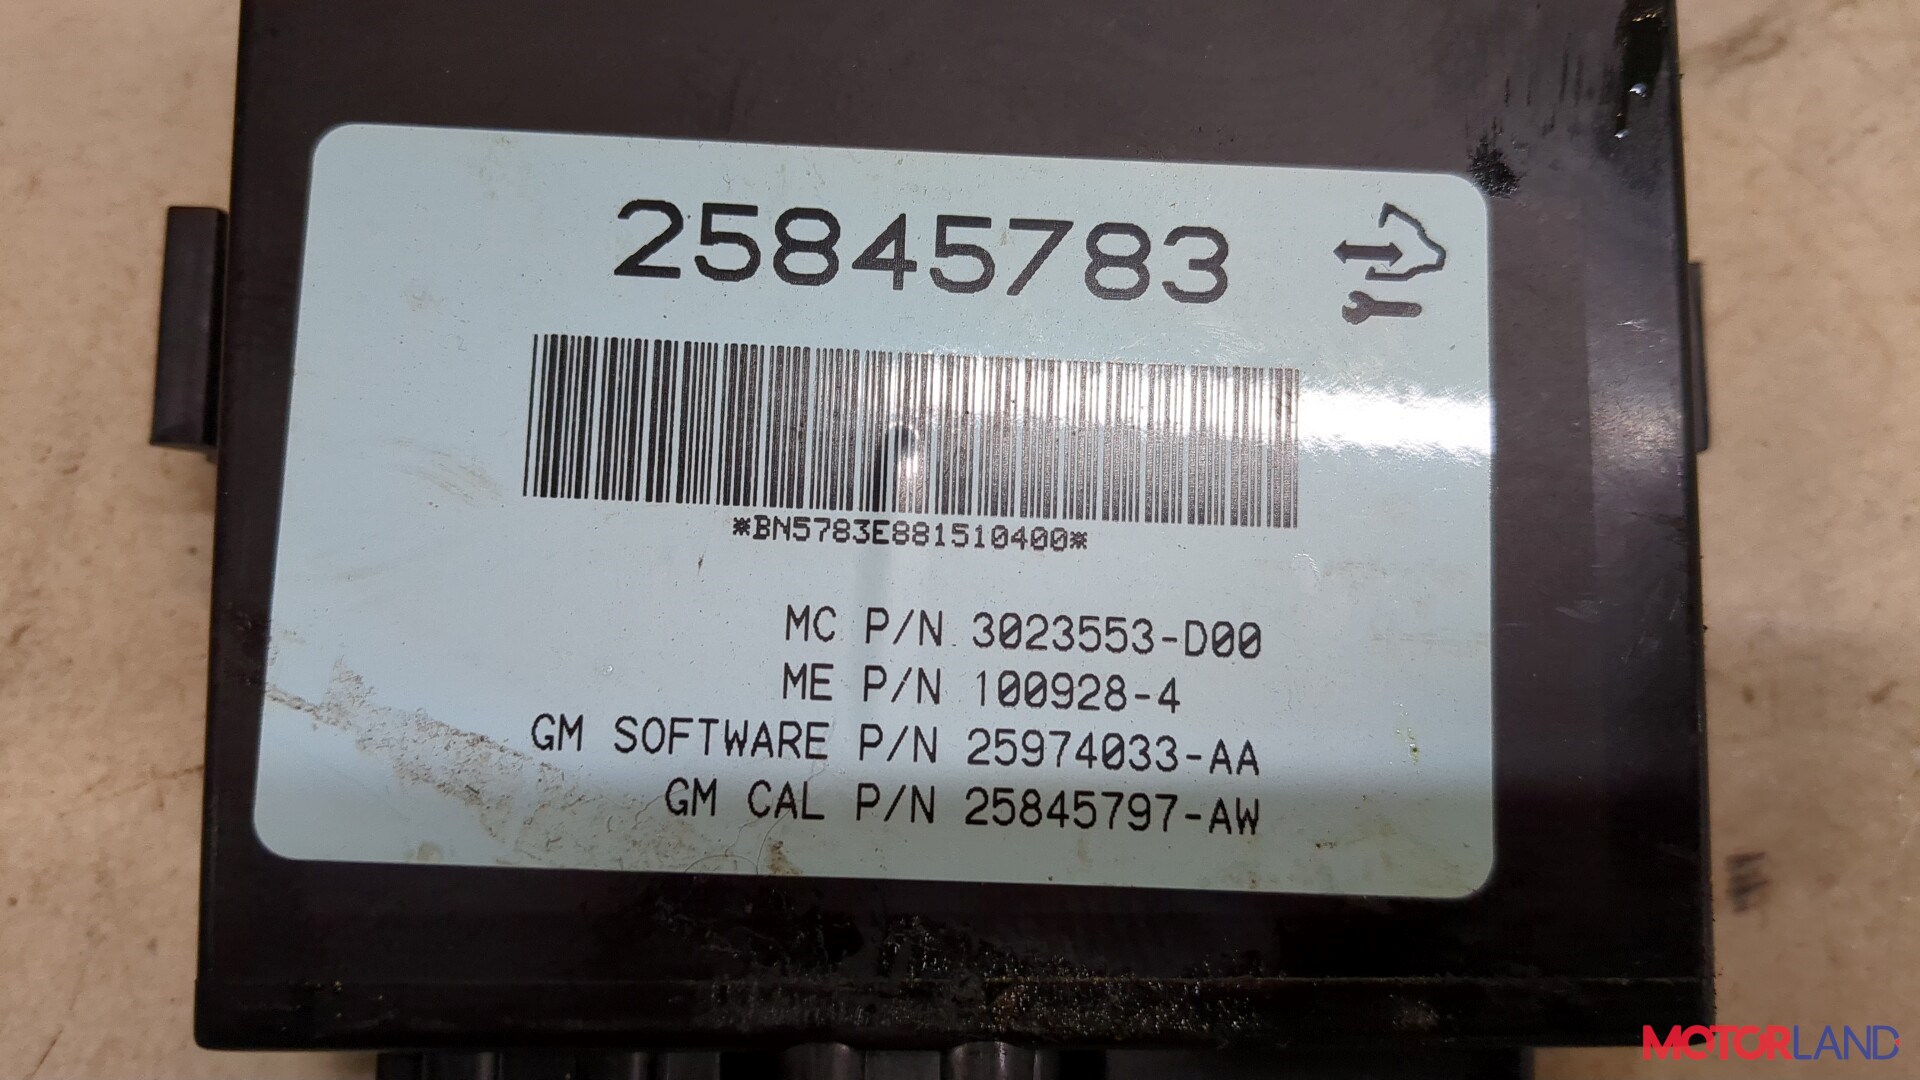 25845783
*BN5783E881510400*
MC P/N 3023553-D00
ME P/N 100928-4
GM SOFTWARE P/N 25974033-AA
GM CAL P/N 25845797-AW
MOTORLAND